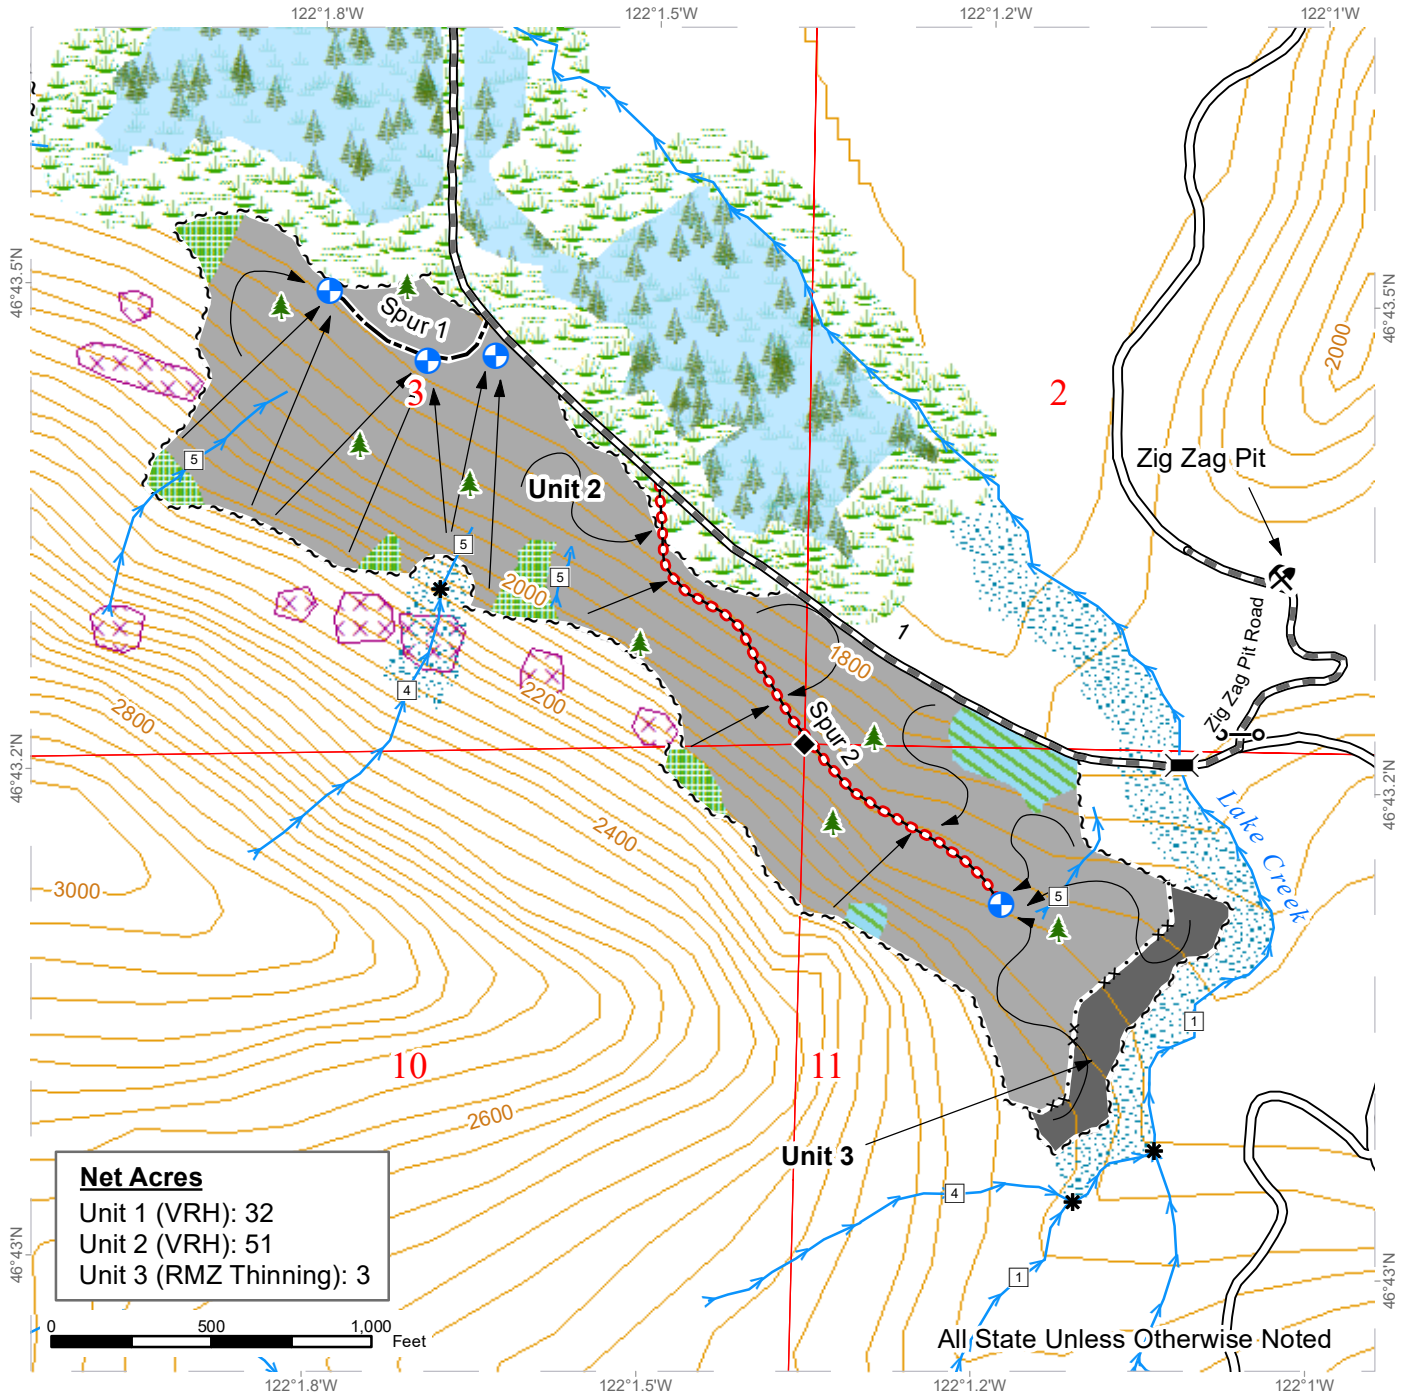 122°1.8'W 122°1.5'W 122°1.2'W 122°1'W
46°43.5'N
46°43.5'N
2000
Spur 1
3
2
Zig Zag Pit
5
Unit 2
5
5
2000
Zig Zag Pit Road
1
1800
4
2200
2800
Spur 2
46°43.2'N
46°43.2'N
Lake Creek
2400
3000
5
1
10
11
2600
Unit 3
4
1
Net Acres
Unit 1 (VRH): 32
Unit 2 (VRH): 51
Unit 3 (RMZ Thinning): 3
46°43'N
46°43'N
0 500 1,000
Feet
All State Unless Otherwise Noted
122°1.8'W 122°1.5'W 122°1.2'W 122°1'W